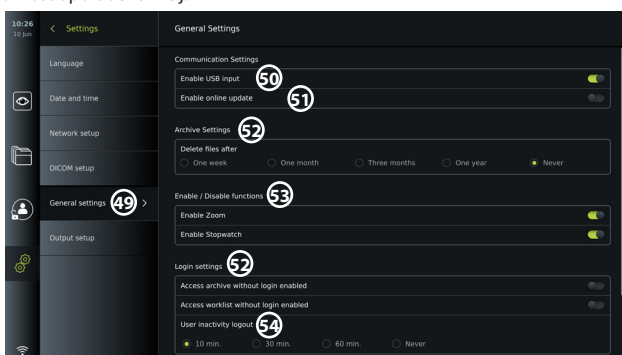 10:26
10 Jun
< Settings
General Settings
Language
Date and time
Network setup
DICOM setup
General settings 49 >
Output setup
Communication Settings
Enable USB input 50
Enable online update 51
Archive Settings 52
Delete files after
One week One month Three months One year Never
Enable / Disable functions 53
Enable Zoom
Enable Stopwatch
Login settings 52
Access archive without login enabled
Access worklist without login enabled
User inactivity logout 54
10 min. 30 min. 60 min. Never